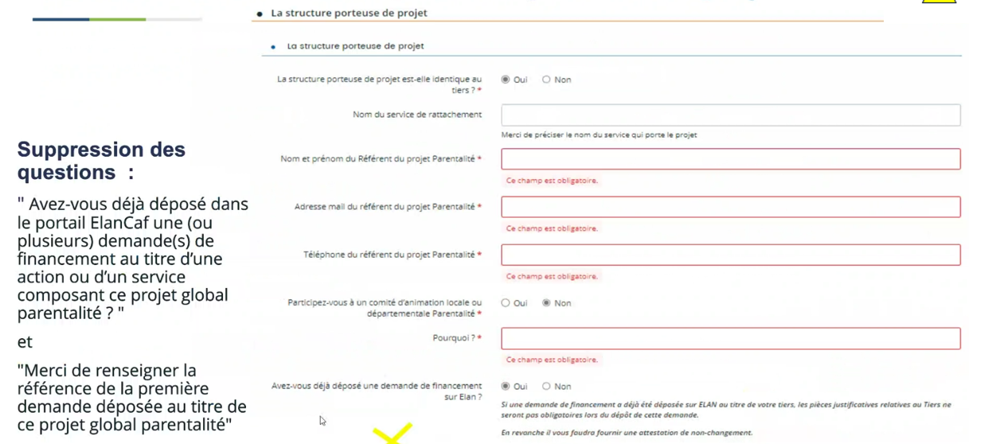 La structure porteuse de projet
La structure porteuse de projet
La structure porteuse de projet est-elle identique au
tiers ? *
Oui Non
Nom du service de rattachement
Merci de préciser le nom du service qui porte le projet
Nom et prénom du Référent du projet Parentalité *
Ce champ est obligatoire.
Adresse mail du référent du projet Parentalité *
Ce champ est obligatoire.
Téléphone du référent du projet Parentalité *
Ce champ est obligatoire.
Participez-vous à un comité d'animation locale ou
départementale Parentalité *
Oui Non
Pourquoi ? *
Ce champ est obligatoire.
Avez-vous déjà déposé une demande de financement
sur Elan ?
Oui Non
Si une demande de financement a déjà été déposée sur ELAN au titre de votre tiers, les pièces justificatives relatives au Tiers ne
seront pas obligatoires lors du dépôt de cette demande.
En revanche il vous faudra fournir une attestation de non-changement.
Suppression des
questions :
" Avez-vous déjà déposé dans
le portail ElanCaf une (ou
plusieurs) demande(s) de
financement au titre d'une
action ou d'un service
composant ce projet global
parentalité ? "
et
"Merci de renseigner la
référence de la première
demande déposée au titre de
ce projet global parentalité"